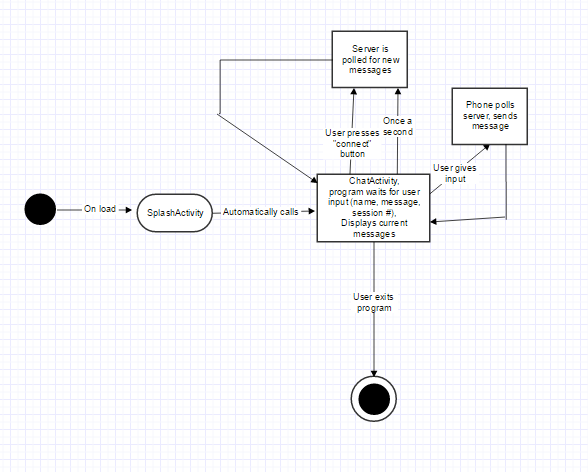 Server is
polled for new
messages
Phone polls
server, sends
message
User presses
"connect"
button
Once a
second
User gives
input
On load
SplashActivity
Automatically calls
ChatActivity,
program waits for user
input (name, message,
session #),
Displays current
messages
User exits
program